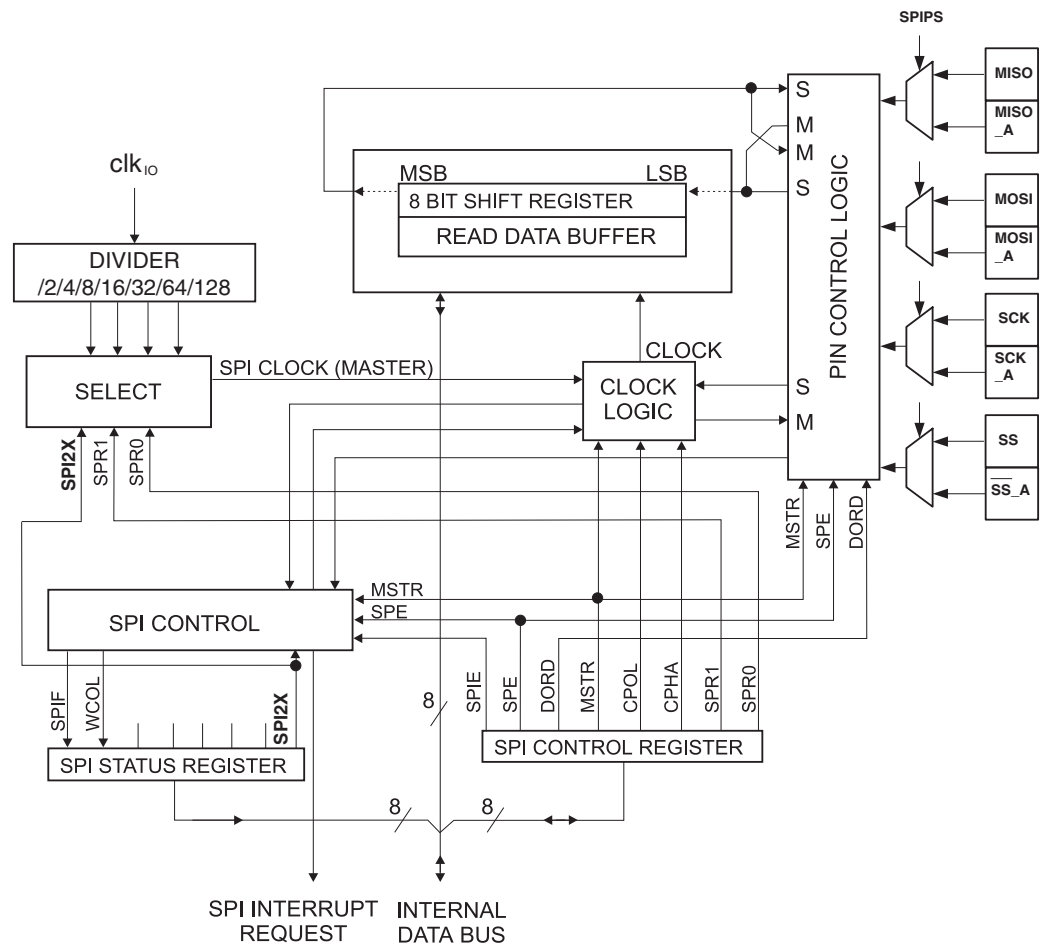 SPIPS
MISO
MISO
_A
MOSI
MOSI
_A
SCK
SCK
_A
SS
SS_A
S
M
M
S
S
M
PIN CONTROL LOGIC
MSTR
SPE
DORD
clkIO
DIVIDER
/2/4/8/16/32/64/128
SELECT
SPI2X
SPR1
SPR0
MSB
LSB
8 BIT SHIFT REGISTER
READ DATA BUFFER
SPI CLOCK (MASTER)
CLOCK
CLOCK
LOGIC
MSTR
SPE
SPI CONTROL
SPIF
WCOL
SPI2X
SPI STATUS REGISTER
8
SPIE
SPE
DORD
MSTR
CPOL
CPHA
SPR1
SPR0
SPI CONTROL REGISTER
8
8
SPI INTERRUPT
REQUEST
INTERNAL
DATA BUS